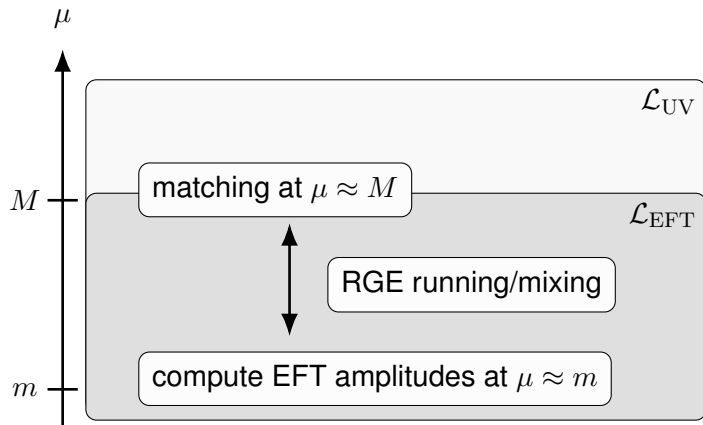 μ
𝓛_UV
matching at μ ≈ M
M
𝓛_EFT
RGE running/mixing
compute EFT amplitudes at μ ≈ m
m